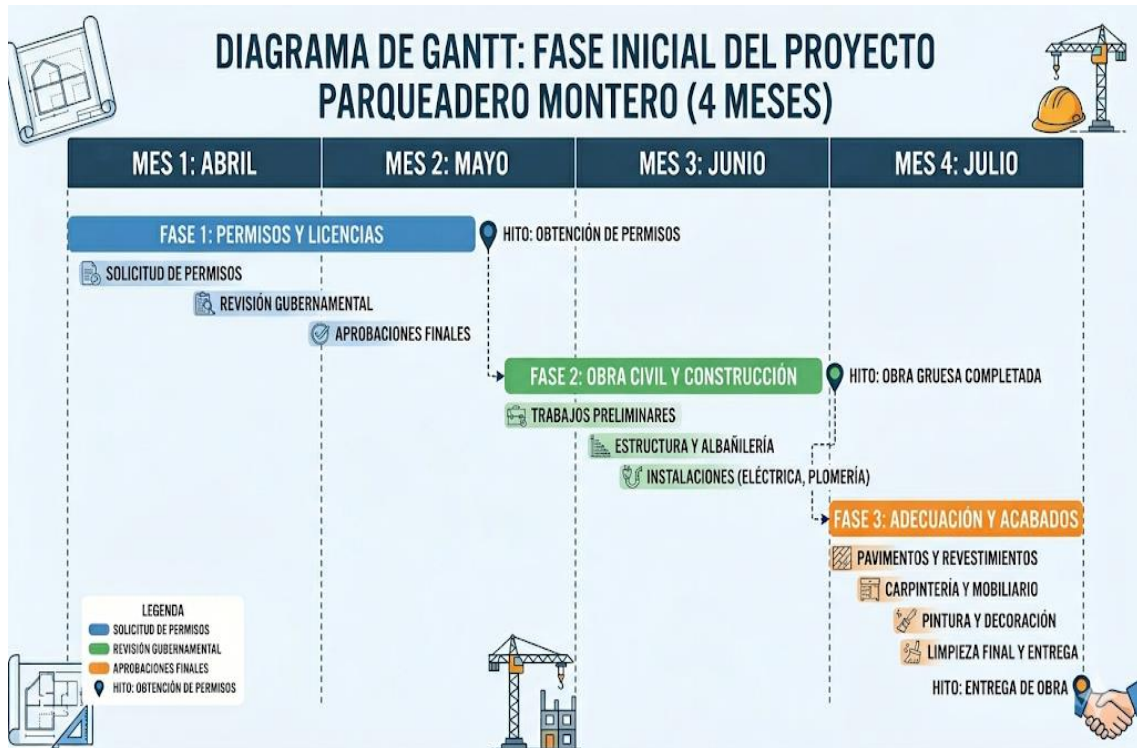 DIAGRAMA DE GANTT: FASE INICIAL DEL PROYECTO
PARQUEADERO MONTERO (4 MESES)
MES 1: ABRIL
MES 2: MAYO
MES 3: JUNIO
MES 4: JULIO
FASE 1: PERMISOS Y LICENCIAS
HITO: OBTENCIÓN DE PERMISOS
SOLICITUD DE PERMISOS
REVISIÓN GUBERNAMENTAL
APROBACIONES FINALES
FASE 2: OBRA CIVIL Y CONSTRUCCIÓN
HITO: OBRA GRUESA COMPLETADA
TRABAJOS PRELIMINARES
ESTRUCTURA Y ALBAÑILERÍA
INSTALACIONES (ELÉCTRICA, PLOMERÍA)
FASE 3: ADECUACIÓN Y ACABADOS
PAVIMENTOS Y REVESTIMIENTOS
CARPINTERÍA Y MOBILIARIO
PINTURA Y DECORACIÓN
LIMPIEZA FINAL Y ENTREGA
HITO: ENTREGA DE OBRA
LEGENDA
SOLICITUD DE PERMISOS
REVISIÓN GUBERNAMENTAL
APROBACIONES FINALES
HITO: OBTENCIÓN DE PERMISOS